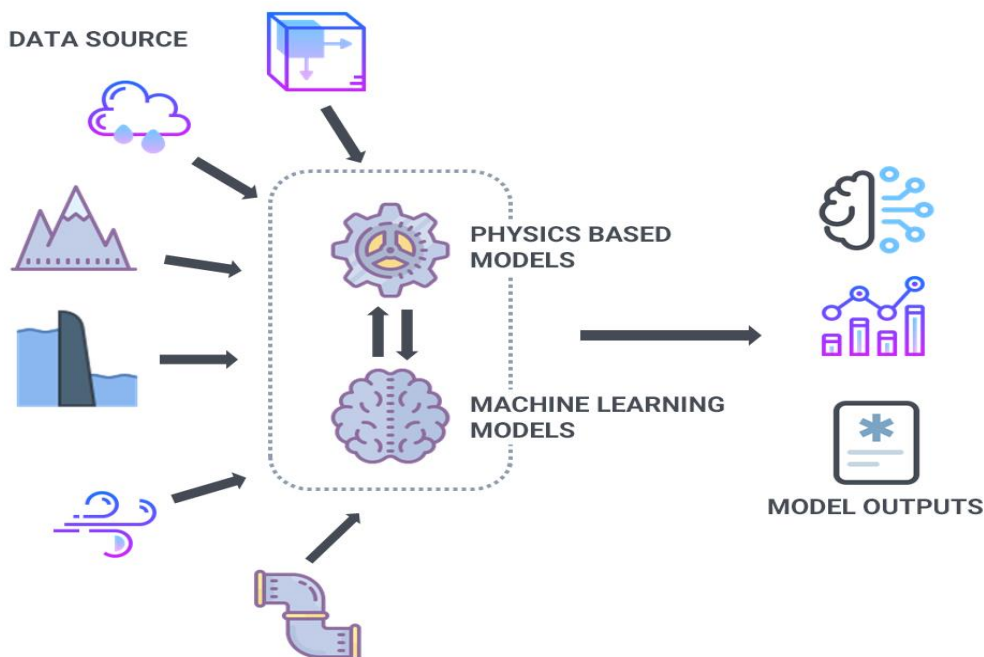 DATA SOURCE
PHYSICS BASED
MODELS
MACHINE LEARNING
MODELS
MODEL OUTPUTS